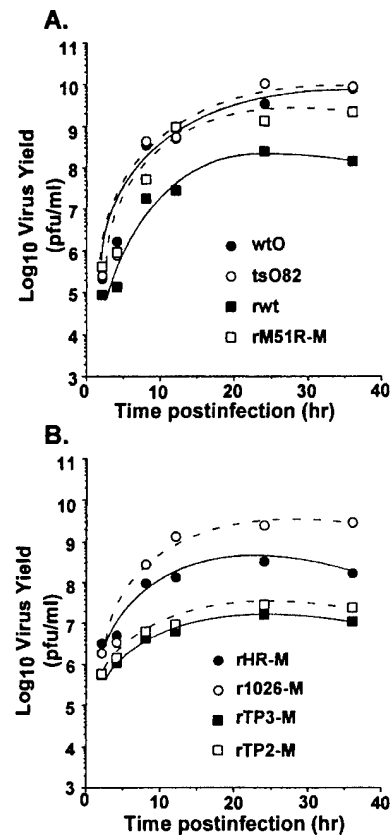 A.
11
10
9
8
7
6
5
4
3
Log10 Virus Yield
(pfu/ml)
wtO
tsO82
rwt
rM51R-M
0 10 20 30 40
Time postinfection (hr)
B.
11
10
9
8
7
6
5
4
3
Log10 Virus Yield
(pfu/ml)
rHR-M
r1026-M
rTP3-M
rTP2-M
0 10 20 30 40
Time postinfection (hr)